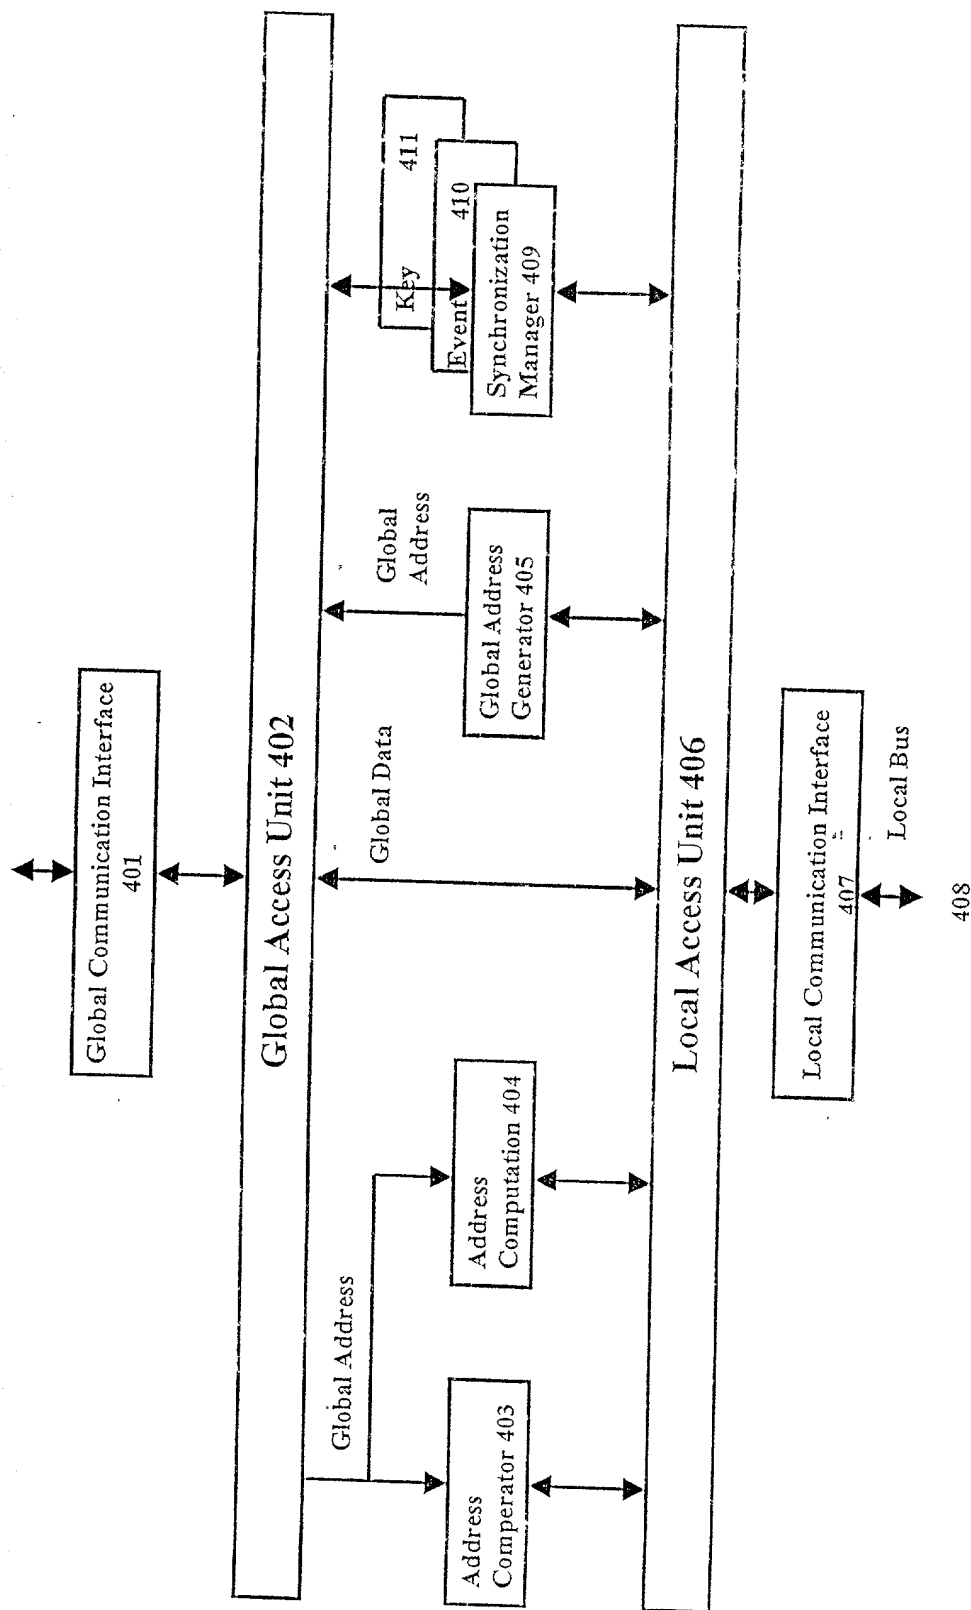 Global Communication Interface
401
Global Access Unit 402
Global Address
Address
Comperator 403
Address
Computation 404
Global Data
Global
Address
Global Address
Generator 405
Key 411
Event 410
Synchronization
Manager 409
Local Access Unit 406
Local Communication Interface
407
Local Bus
408